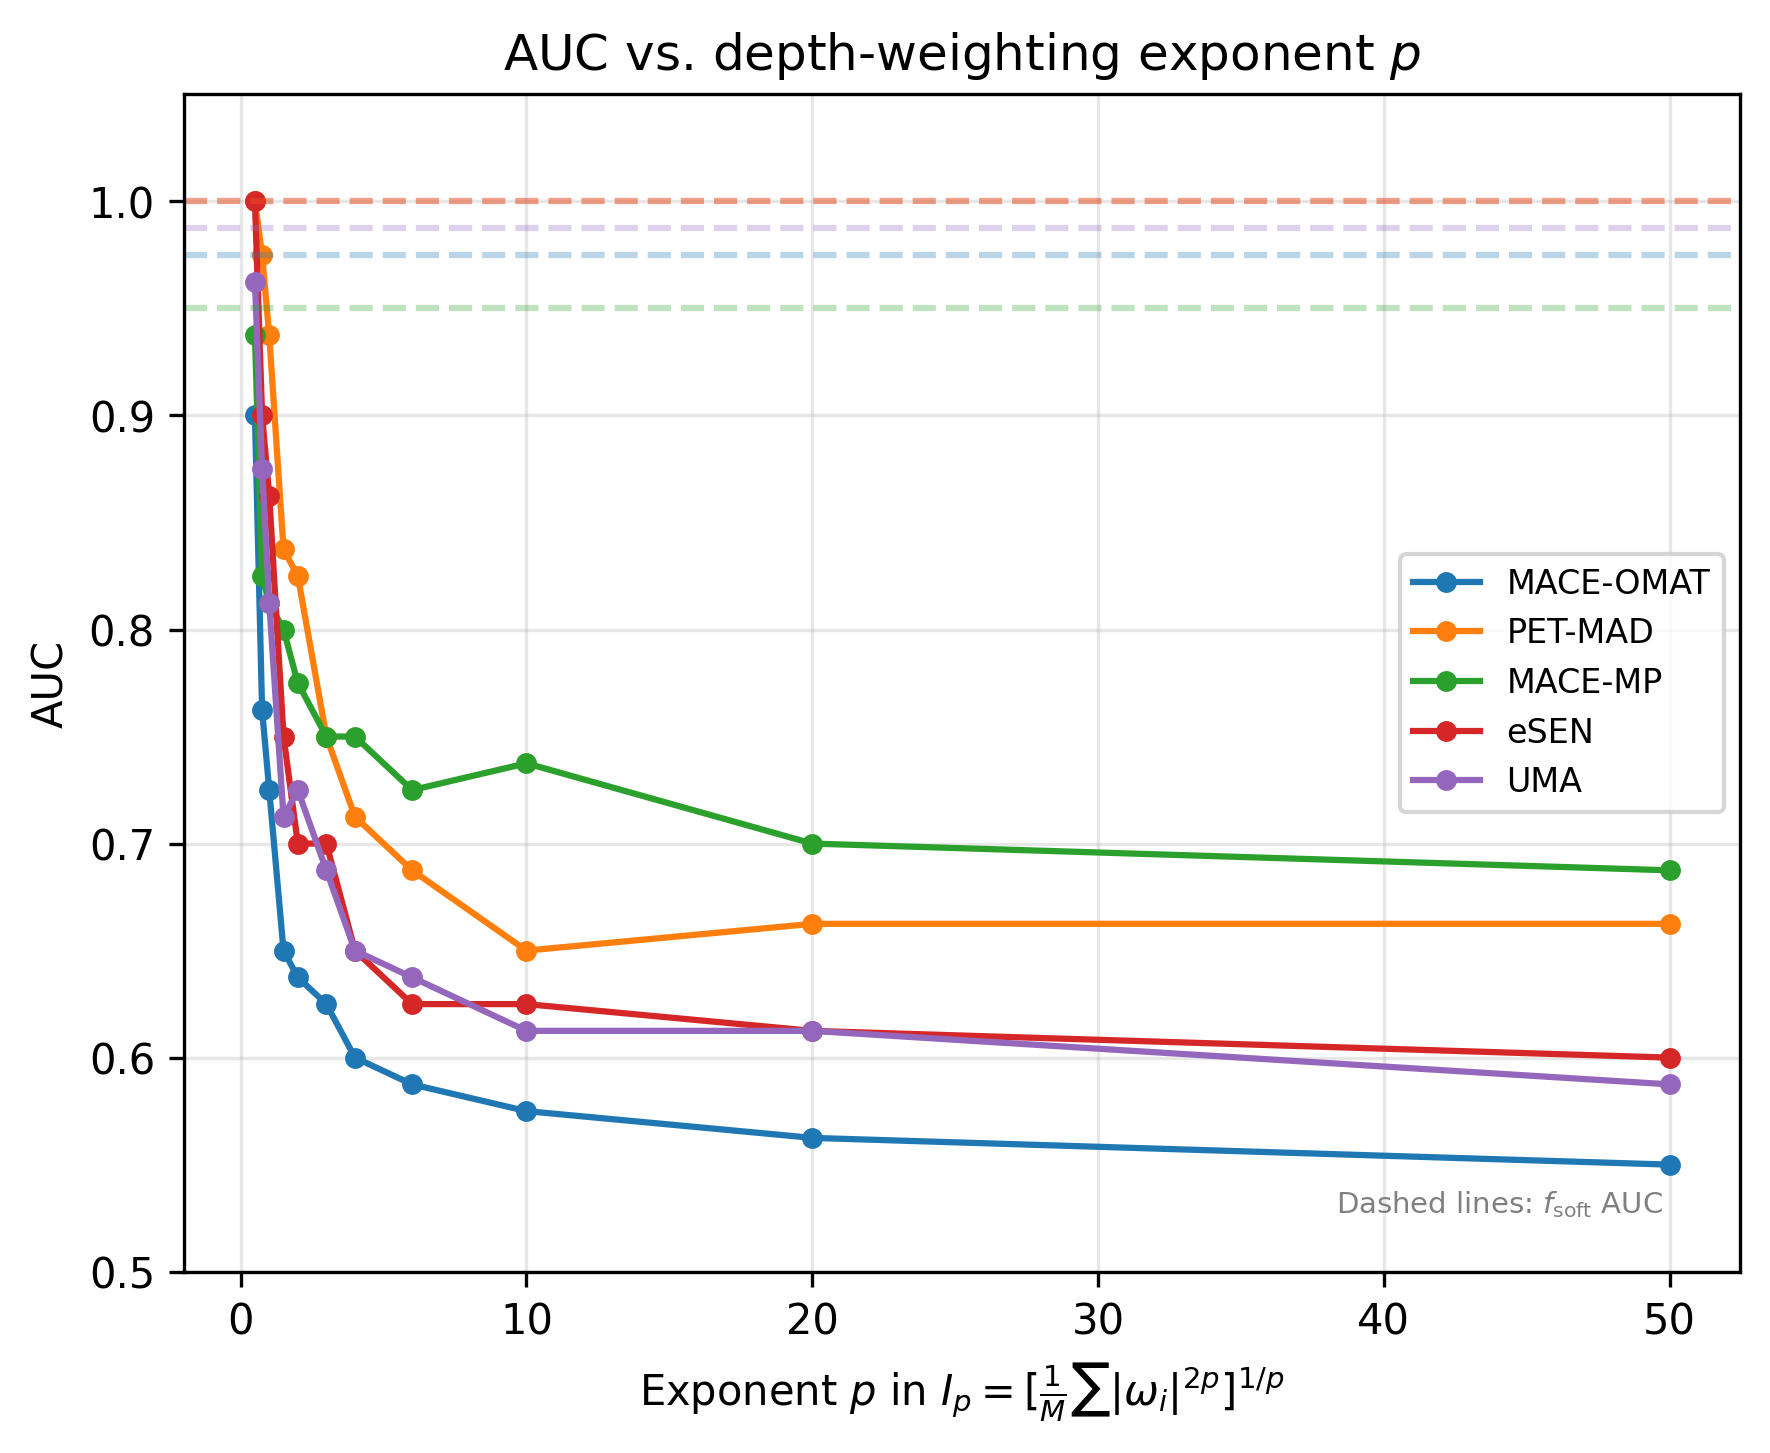 AUC vs. depth-weighting exponent p
1.0
0.9
0.8
0.7
0.6
0.5
AUC
MACE-OMAT
PET-MAD
MACE-MP
eSEN
UMA
Dashed lines: f_soft AUC
0 10 20 30 40 50
Exponent p in I_p = [\frac{1}{M} ∑|ω_i|^{2p}]^{1/p}